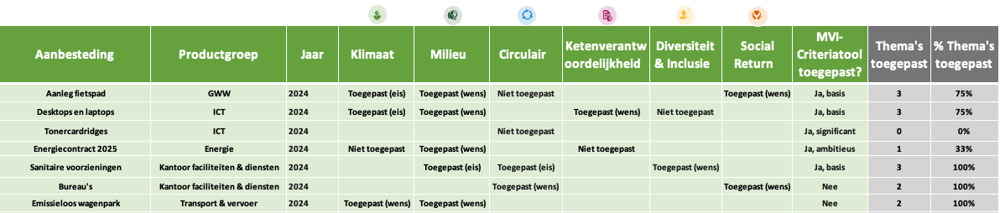 Aanbesteding Productgroep Jaar Klimaat Milieu Circulair Ketenverantw oordelijkheid Diversiteit & Inclusie Social Return MVI-Criteriatool toegepast? Thema's toegepast % Thema's toegepast
Aanleg fietspad GWW 2024 Toegepast (eis) Toegepast (wens) Niet toegepast Toegepast (wens) Ja, basis 3 75%
Desktops en laptops ICT 2024 Toegepast (eis) Toegepast (wens) Toegepast (wens) Niet toegepast Ja, basis 3 75%
Tonercardridges ICT 2024 Niet toegepast Ja, significant 0 0%
Energiecontract 2025 Energie 2024 Niet toegepast Toegepast (wens) Niet toegepast Ja, ambitieus 1 33%
Sanitaire voorzieningen Kantoor faciliteiten & diensten 2024 Toegepast (eis) Toegepast (eis) Toegepast (wens) Ja, basis 3 100%
Bureau's Kantoor faciliteiten & diensten 2024 Toegepast (wens) Toegepast (wens) Nee 2 100%
Emissieloos wagenpark Transport & vervoer 2024 Toegepast (wens) Toegepast (wens) Nee 2 100%